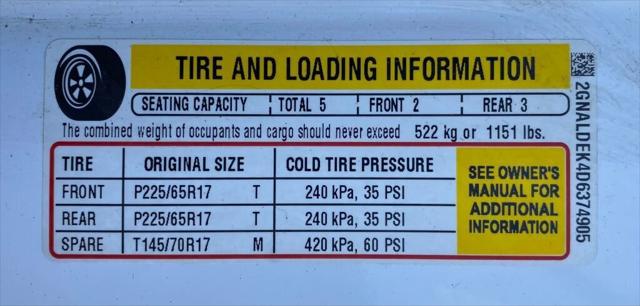 TIRE AND LOADING INFORMATION
SEATING CAPACITY TOTAL 5 FRONT 2 REAR 3
The combined weight of occupants and cargo should never exceed 522 kg or 1151 lbs.
TIRE ORIGINAL SIZE COLD TIRE PRESSURE
FRONT P225/65R17 T 240 kPa, 35 PSI
REAR P225/65R17 T 240 kPa, 35 PSI
SPARE T145/70R17 M 420 kPa, 60 PSI
SEE OWNER'S
MANUAL FOR
ADDITIONAL
INFORMATION
2GNALDEK4D6374905